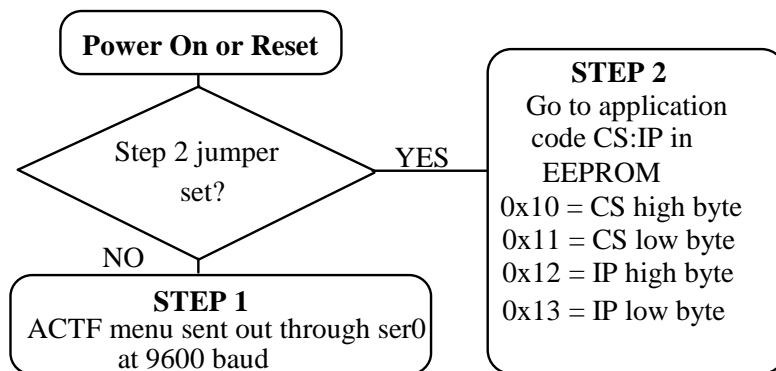 Power On or Reset
Step 2 jumper
set?
YES
NO
STEP 1
ACTF menu sent out through ser0
at 9600 baud
STEP 2
Go to application
code CS:IP in
EEPROM
0x10 = CS high byte
0x11 = CS low byte
0x12 = IP high byte
0x13 = IP low byte